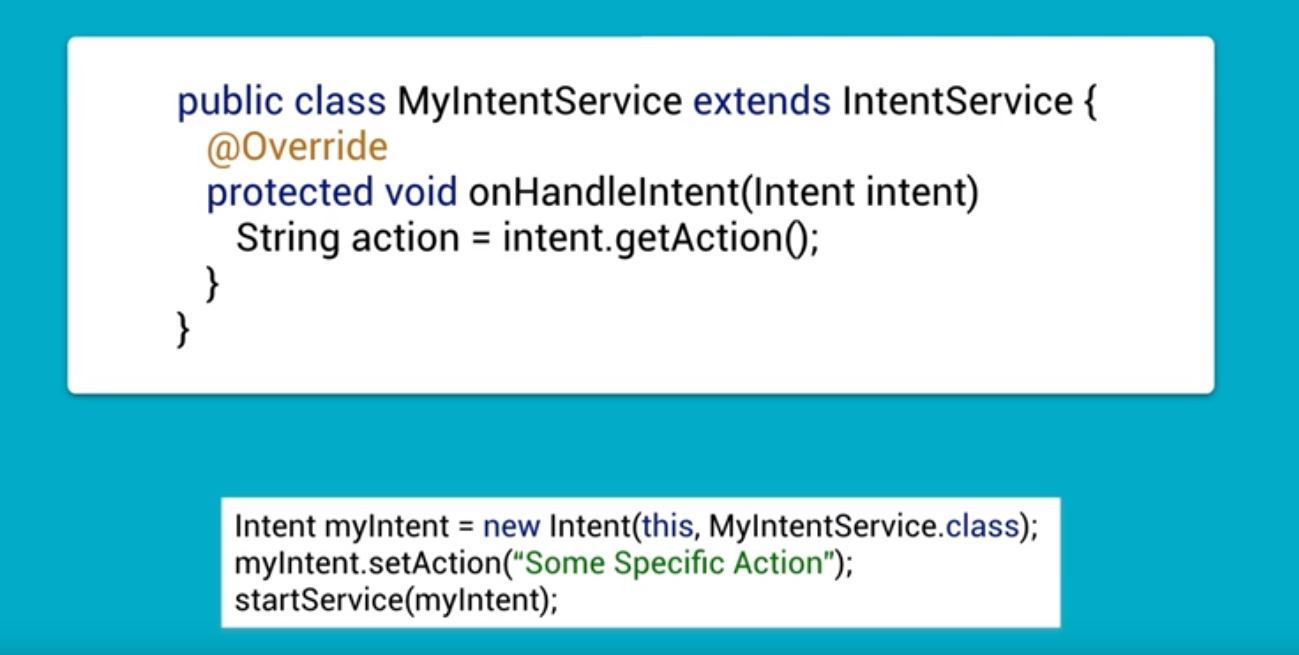 public class MyIntentService extends IntentService {
@Override
protected void onHandleIntent(Intent intent)
String action = intent.getAction();
}
}
Intent myIntent = new Intent(this, MyIntentService.class);
myIntent.setAction(“Some Specific Action”);
startService(myIntent);